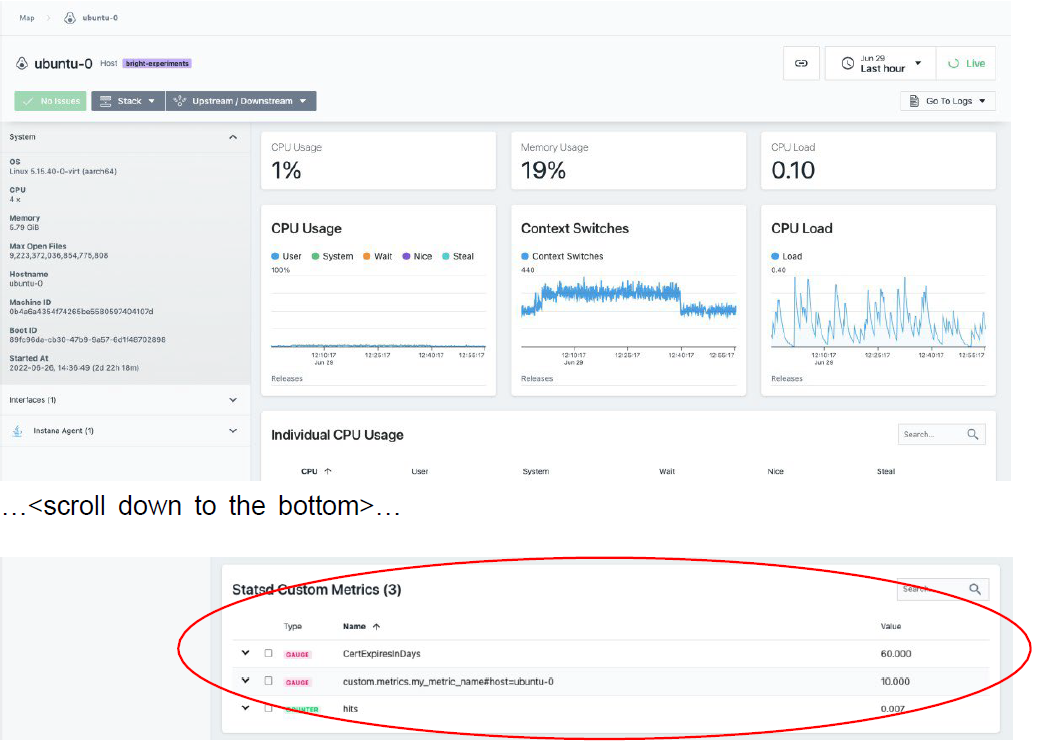 Map > ubuntu-0
ubuntu-0 Host bright-experiments
Jun 29
Last hour
Live
No Issues Stack Upstream / Downstream
Go To Logs
System
OS
Linux 5.15.40-0-virt (aarch64)
CPU
4 x
Memory
5.79 GiB
Max Open Files
9,223,372,036,854,775,808
Hostname
ubuntu-0
Machine ID
Boot ID
Started At
2022-06-26, 14:36:49 (2d 22h 18m)
Interfaces (1)
Instana Agent (1)
CPU Usage
1%
Memory Usage
19%
CPU Load
0.10
CPU Usage
User System Wait Nice Steal
100%
12:10:17 12:25:17 12:40:17 12:55:17
Jun 29
Releases
Context Switches
Context Switches
440
12:10:17 12:25:17 12:40:17 12:55:17
Jun 29
Releases
CPU Load
Load
0.40
12:10:17 12:25:17 12:40:17 12:55:17
Jun 29
Releases
Individual CPU Usage
Search...
CPU ↑ User System Wait Nice Steal
…<scroll down to the bottom>…
Statsd Custom Metrics (3)
Search...
Type Name ↑ Value
GAUGE CertExpiresInDays 60.000
GAUGE custom.metrics.my_metric_name#host=ubuntu-0 10.000
COUNTER hits 0.007